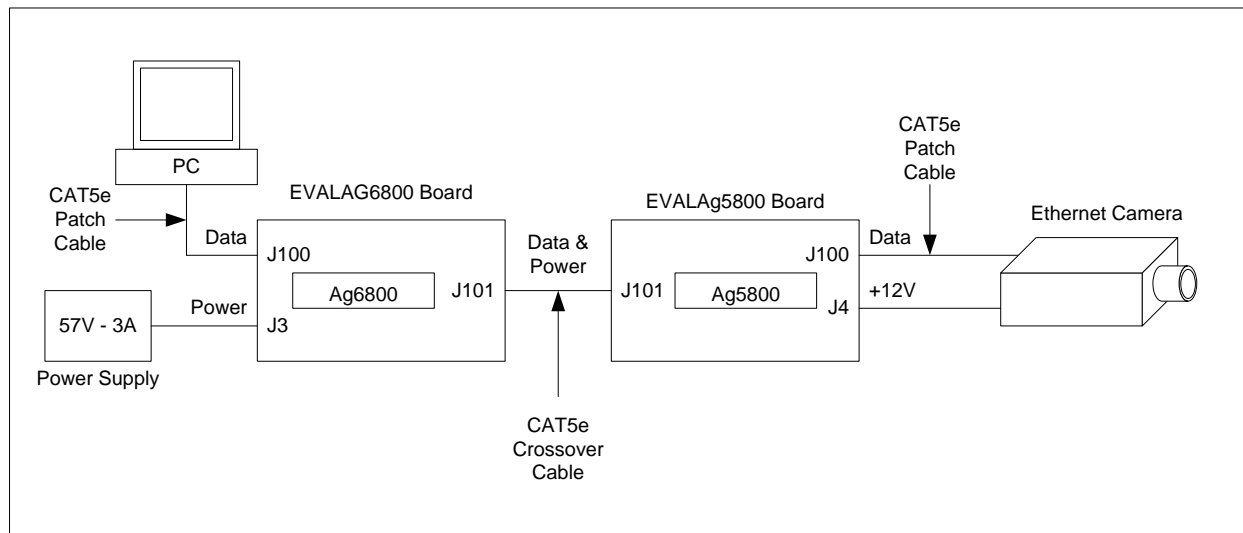 PC
CAT5e
Patch
Cable
EVALAG6800 Board
Data
J100
Ag6800
J101
Power
J3
57V - 3A
Power Supply
Data &
Power
CAT5e
Crossover
Cable
EVALAg5800 Board
J101
Ag5800
J100
J4
Data
+12V
CAT5e
Patch
Cable
Ethernet Camera